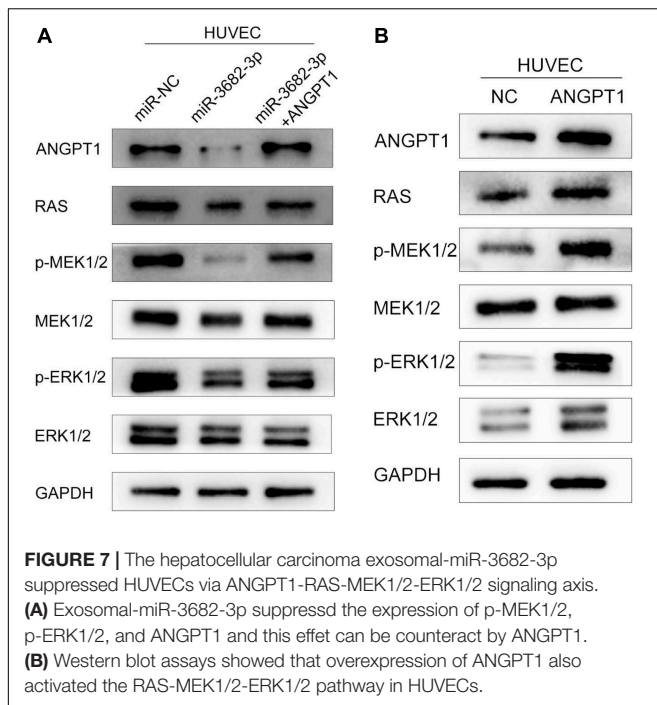 A
HUVEC
miR-NC
miR-3682-3p
miR-3682-3p
+ANGPT1
ANGPT1
RAS
p-MEK1/2
MEK1/2
p-ERK1/2
ERK1/2
GAPDH
B
HUVEC
NC ANGPT1
ANGPT1
RAS
p-MEK1/2
MEK1/2
p-ERK1/2
ERK1/2
GAPDH
FIGURE 7 | The hepatocellular carcinoma exosomal-miR-3682-3p
suppressed HUVECs via ANGPT1-RAS-MEK1/2-ERK1/2 signaling axis.
(A) Exosomal-miR-3682-3p suppressd the expression of p-MEK1/2,
p-ERK1/2, and ANGPT1 and this effet can be counteract by ANGPT1.
(B) Western blot assays showed that overexpression of ANGPT1 also
activated the RAS-MEK1/2-ERK1/2 pathway in HUVECs.